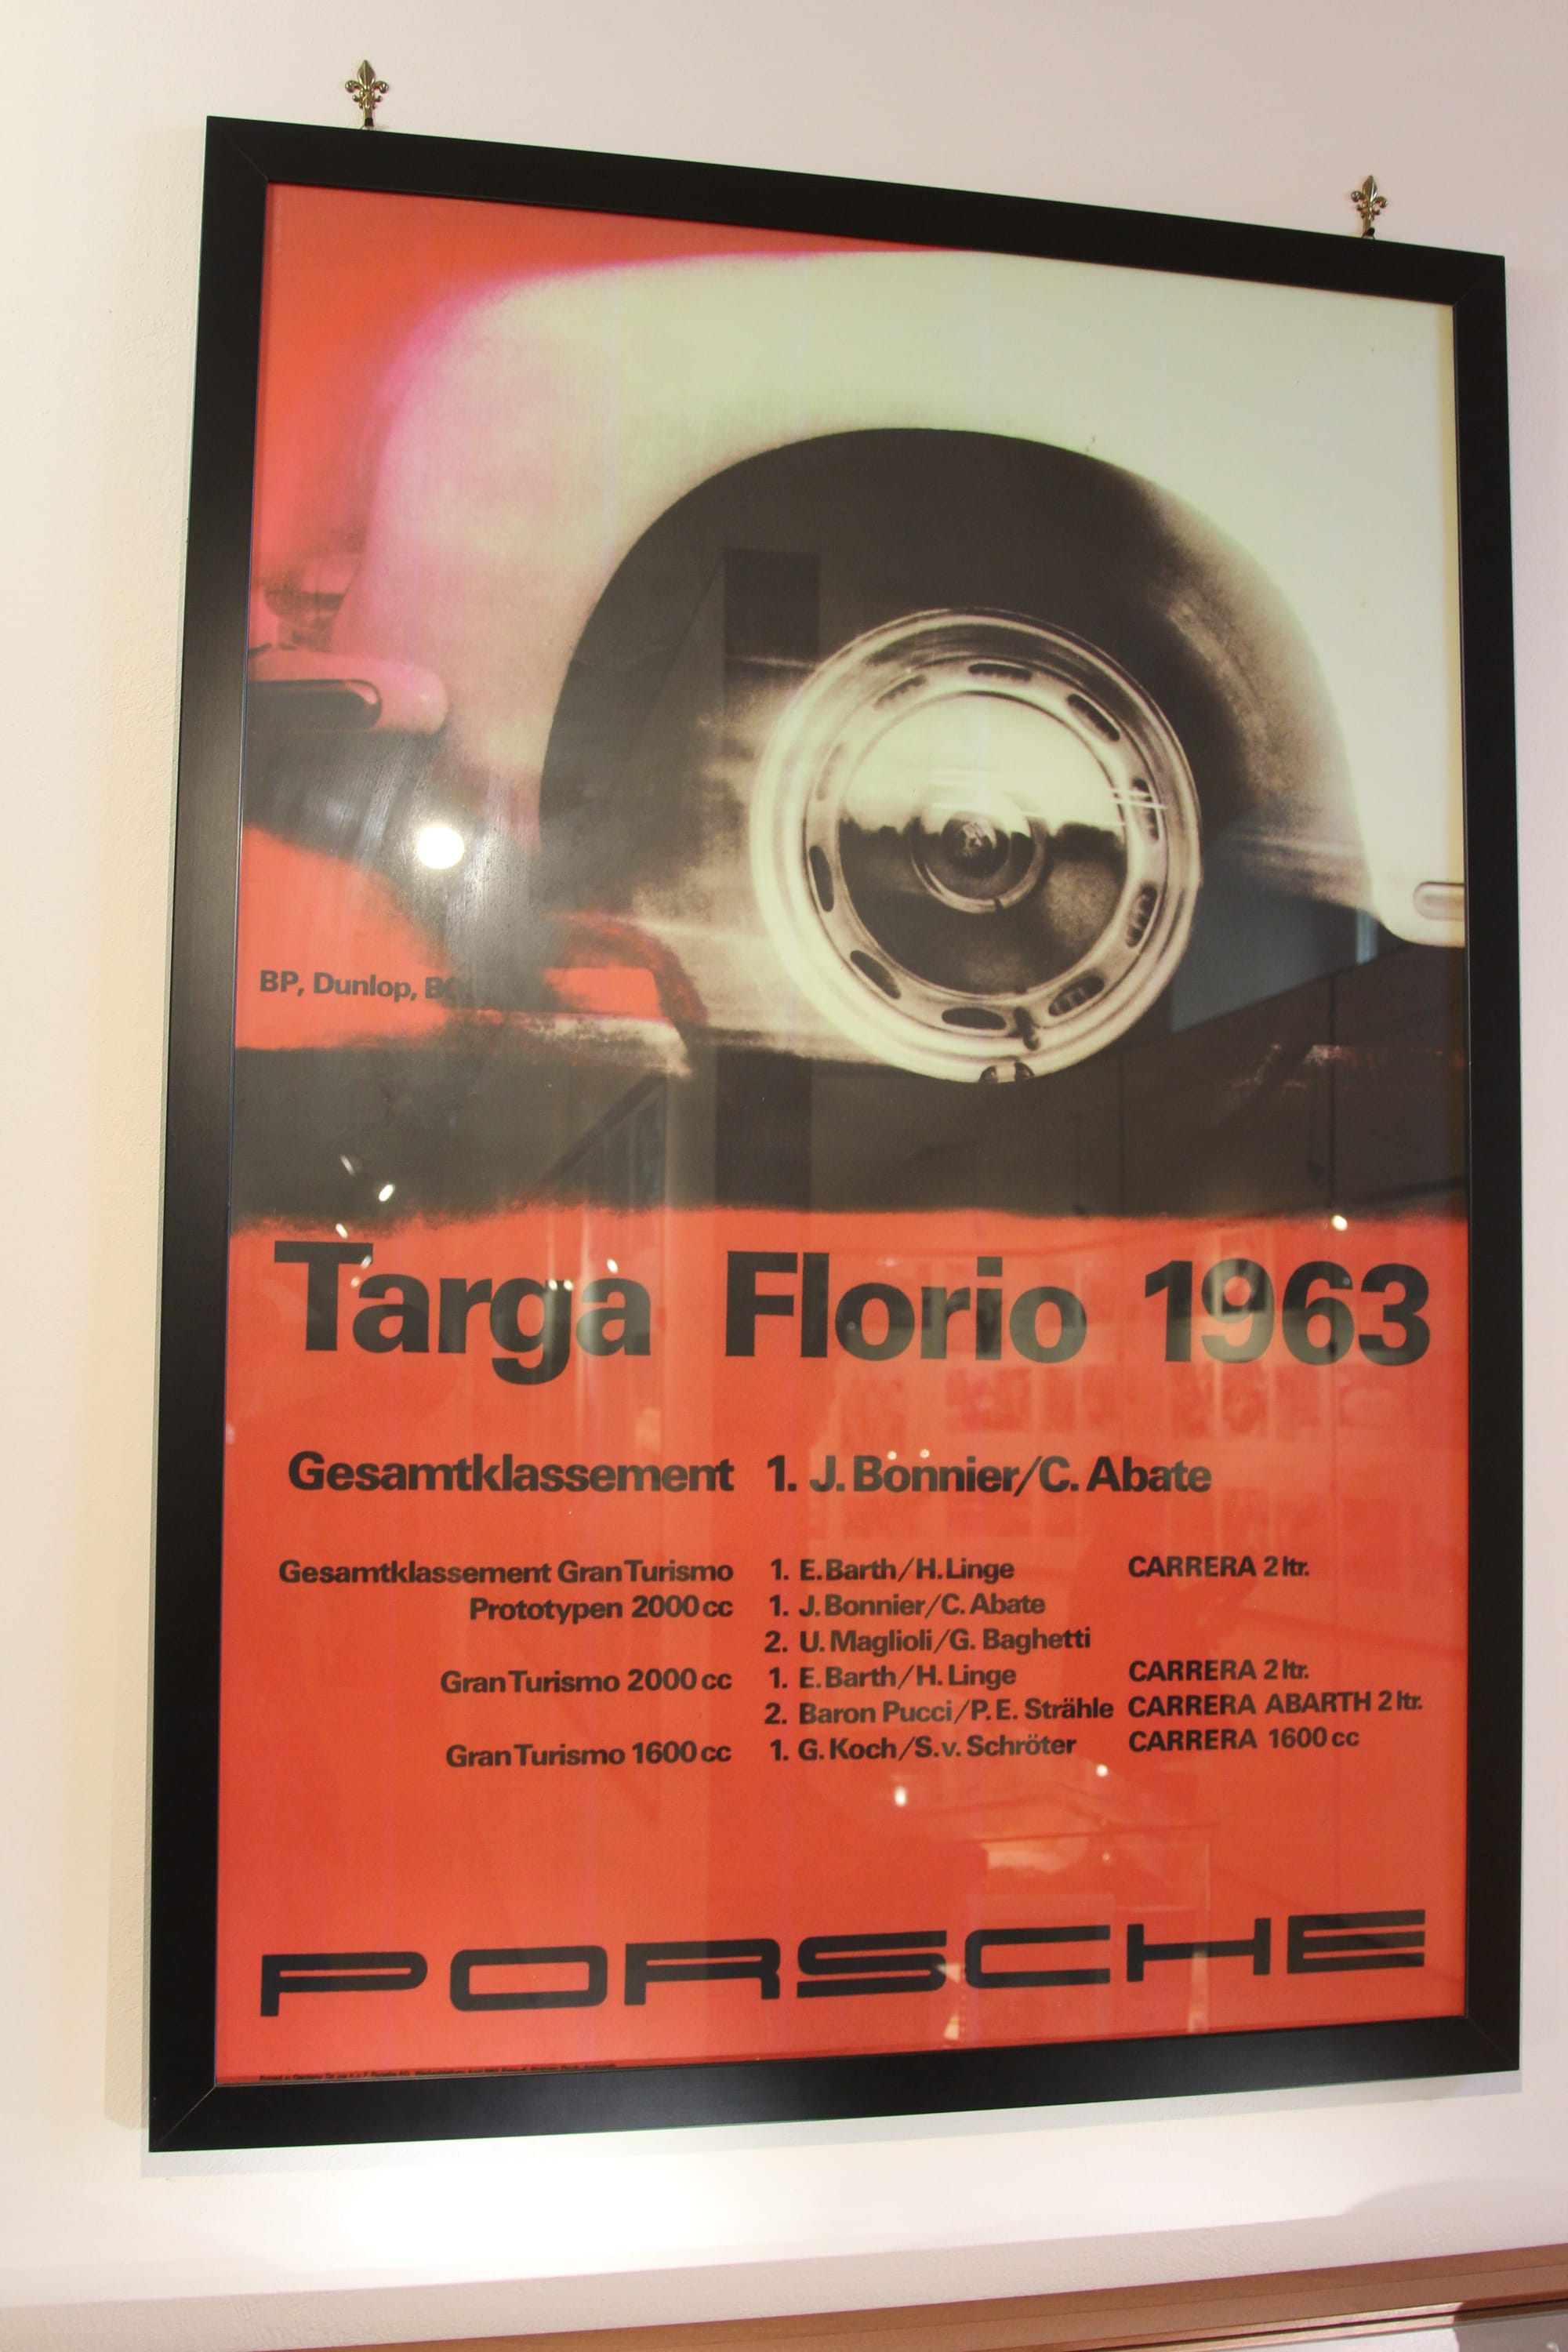 BP, Dunlop,
Targa Florio 1963
Gesamtklassement 1. J. Bonnier/C. Abate
Gesamtklassement Gran Turismo 1. E. Barth/H. Linge CARRERA 2 ltr.
Prototypen 2000 cc 1. J. Bonnier/C. Abate
2. U. Maglioli/G. Baghetti
Gran Turismo 2000 cc 1. E. Barth/H. Linge CARRERA 2 ltr.
2. Baron Pucci/P. E. Strähle CARRERA ABARTH 2 ltr.
Gran Turismo 1600 cc 1. G. Koch/S. v. Schröter CARRERA 1600 cc
PORSCHE